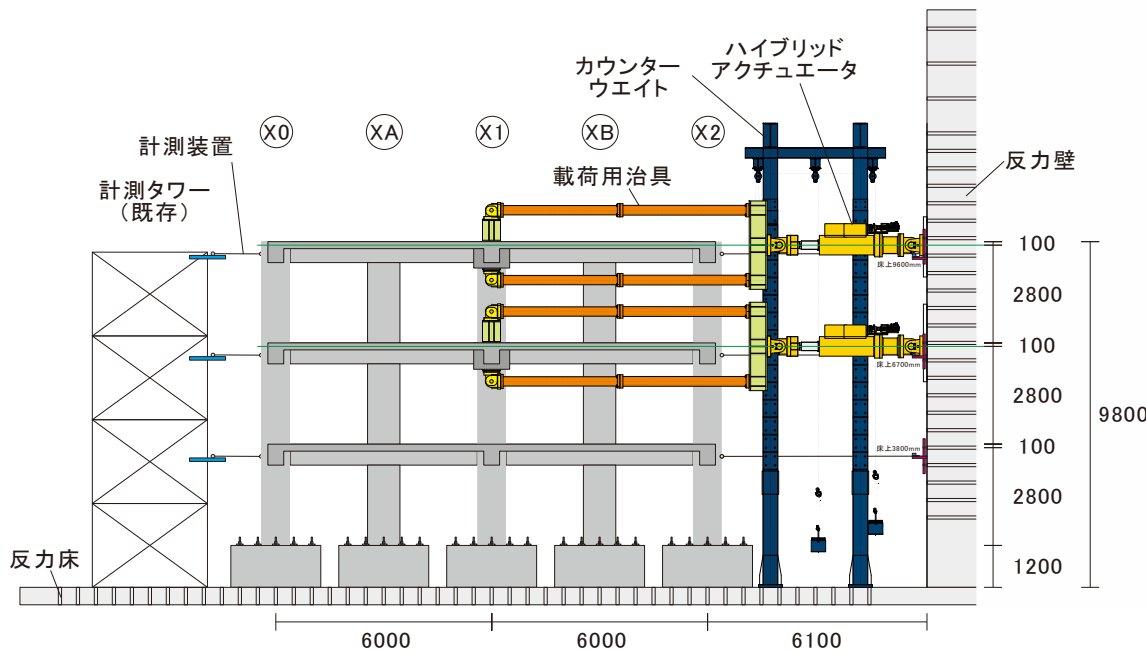 ハイブリッド
アクチュエータ
カウンター
ウエイト
X0
XA
X1
XB
X2
計測装置
反力壁
載荷用治具
計測タワー
(既存)
100
床上9600mm
2800
100
床上6700mm
2800
9800
100
床上3800mm
2800
反力床
1200
6000
6000
6100